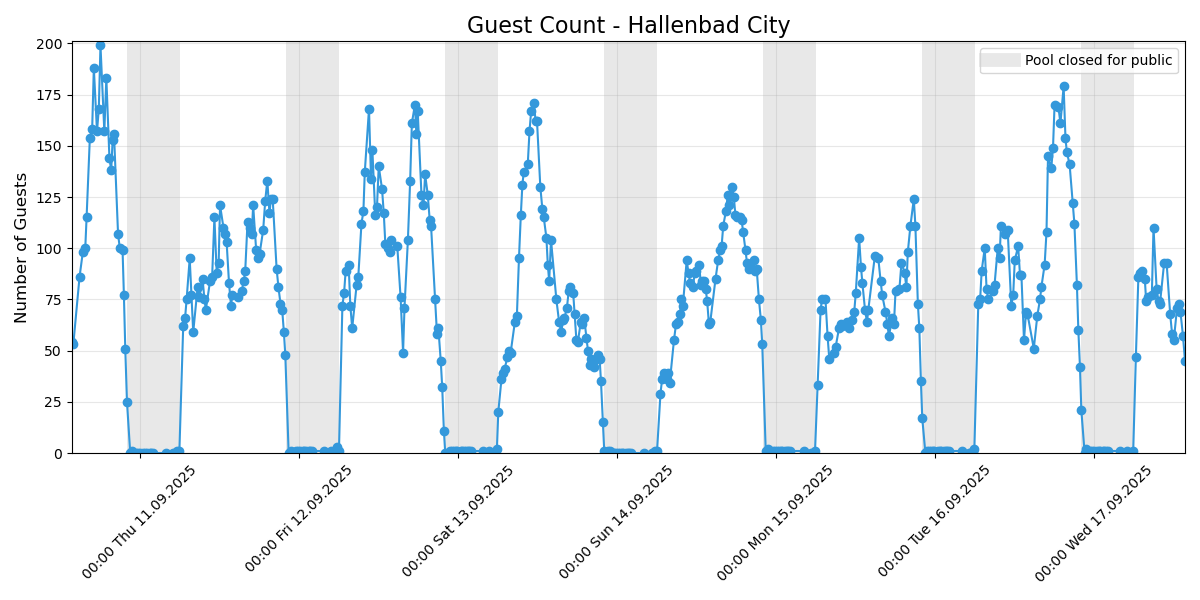 Guest Count - Hallenbad City
Number of Guests
200
175
150
125
100
75
50
25
0
Pool closed for public
00:00 Thu 11.09.2025
00:00 Fri 12.09.2025
00:00 Sat 13.09.2025
00:00 Sun 14.09.2025
00:00 Mon 15.09.2025
00:00 Tue 16.09.2025
00:00 Wed 17.09.2025